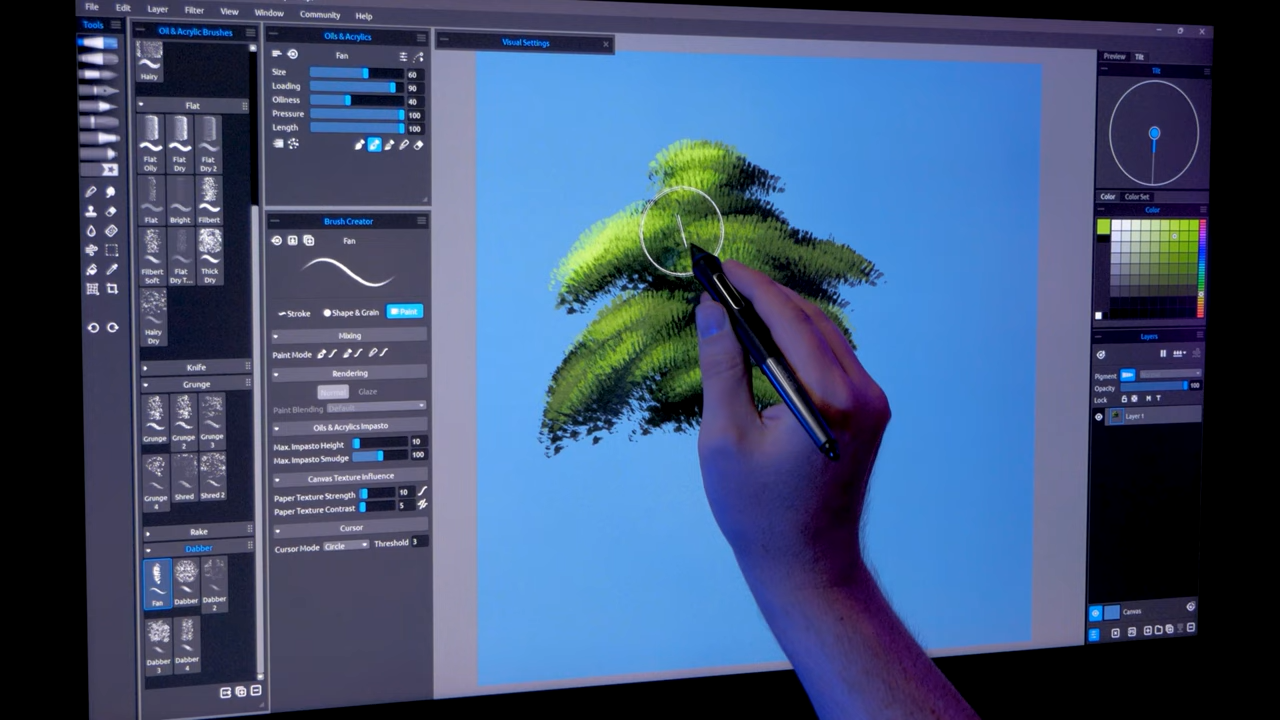 File Edit Layer Filter View Window Community Help
Tools
Oil & Acrylic Brushes
Hairy
Flat
Flat Oily
Flat Dry
Flat Dry 2
Flat
Bright
Filbert
Filbert Soft
Flat Dry T...
Thick Dry
Hairy Dry
Knife
Grunge
Grunge
Grunge
Grunge 3
Grunge 4
Shred
Shred 2
Rake
Dabber
Fan
Dabber
Dabber 2
Dabber 3
Dabber 4
Oils & Acrylics
Fan
Size 60
Loading 90
Oiliness 40
Pressure 100
Length 100
Brush Creator
Fan
Stroke Shape & Grain Paint
Mixing
Paint Mode
Rendering
Normal Glaze
Paint Blending Default
Oils & Acrylics Impasto
Max. Impasto Height 10
Max. Impasto Smudge 100
Canvas Texture Influence
Paper Texture Strength 10
Paper Texture Contrast 5
Cursor
Cursor Mode Circle Threshold 3
Visual Settings
Preview Tilt
Tilt
Color Color Set
Color
Layers
Pigment
Opacity 100
Lock M T
Layer 1
Canvas